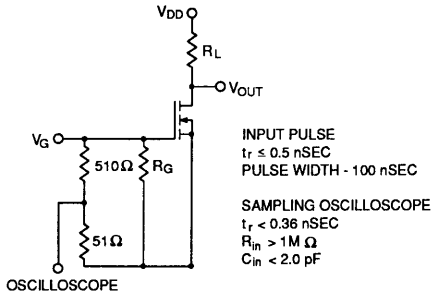 VDD
RL
VOUT
VG
510Ω
RG
51Ω
OSCILLOSCOPE
INPUT PULSE
tr ≤ 0.5 nSEC
PULSE WIDTH - 100 nSEC
SAMPLING OSCILLOSCOPE
tr < 0.36 nSEC
Rin > 1M Ω
Cin < 2.0 pF